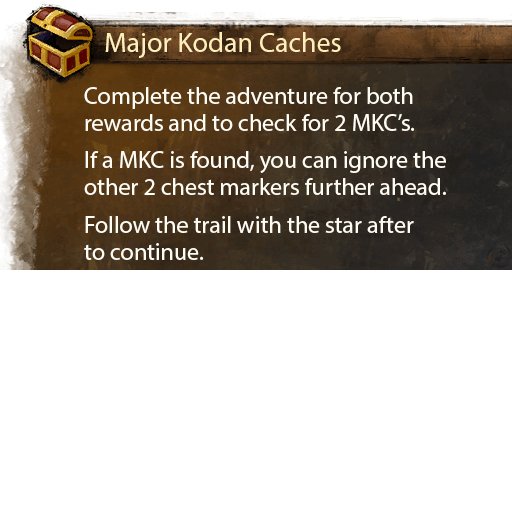 Major Kodan Caches
Complete the adventure for both
rewards and to check for 2 MKC's.
If a MKC is found, you can ignore the
other 2 chest markers further ahead.
Follow the trail with the star after
to continue.